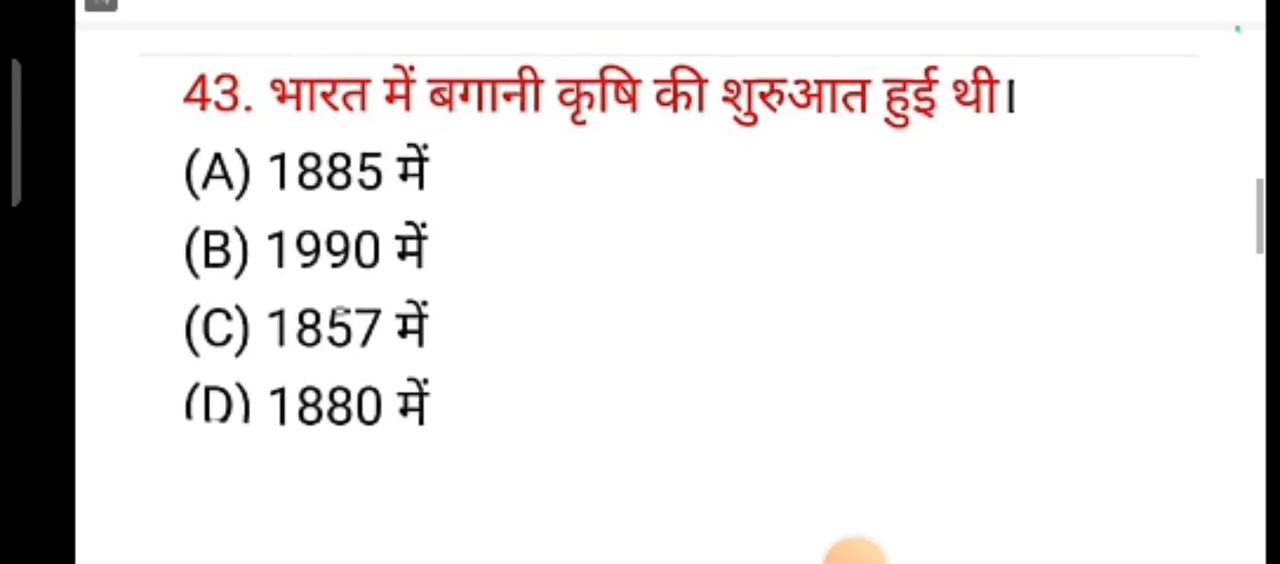 43. भारत में बगानी कृषि की शुरुआत हुई थी।
(A) 1885 में
(B) 1990 में
(C) 1857 में
(D) 1880 में